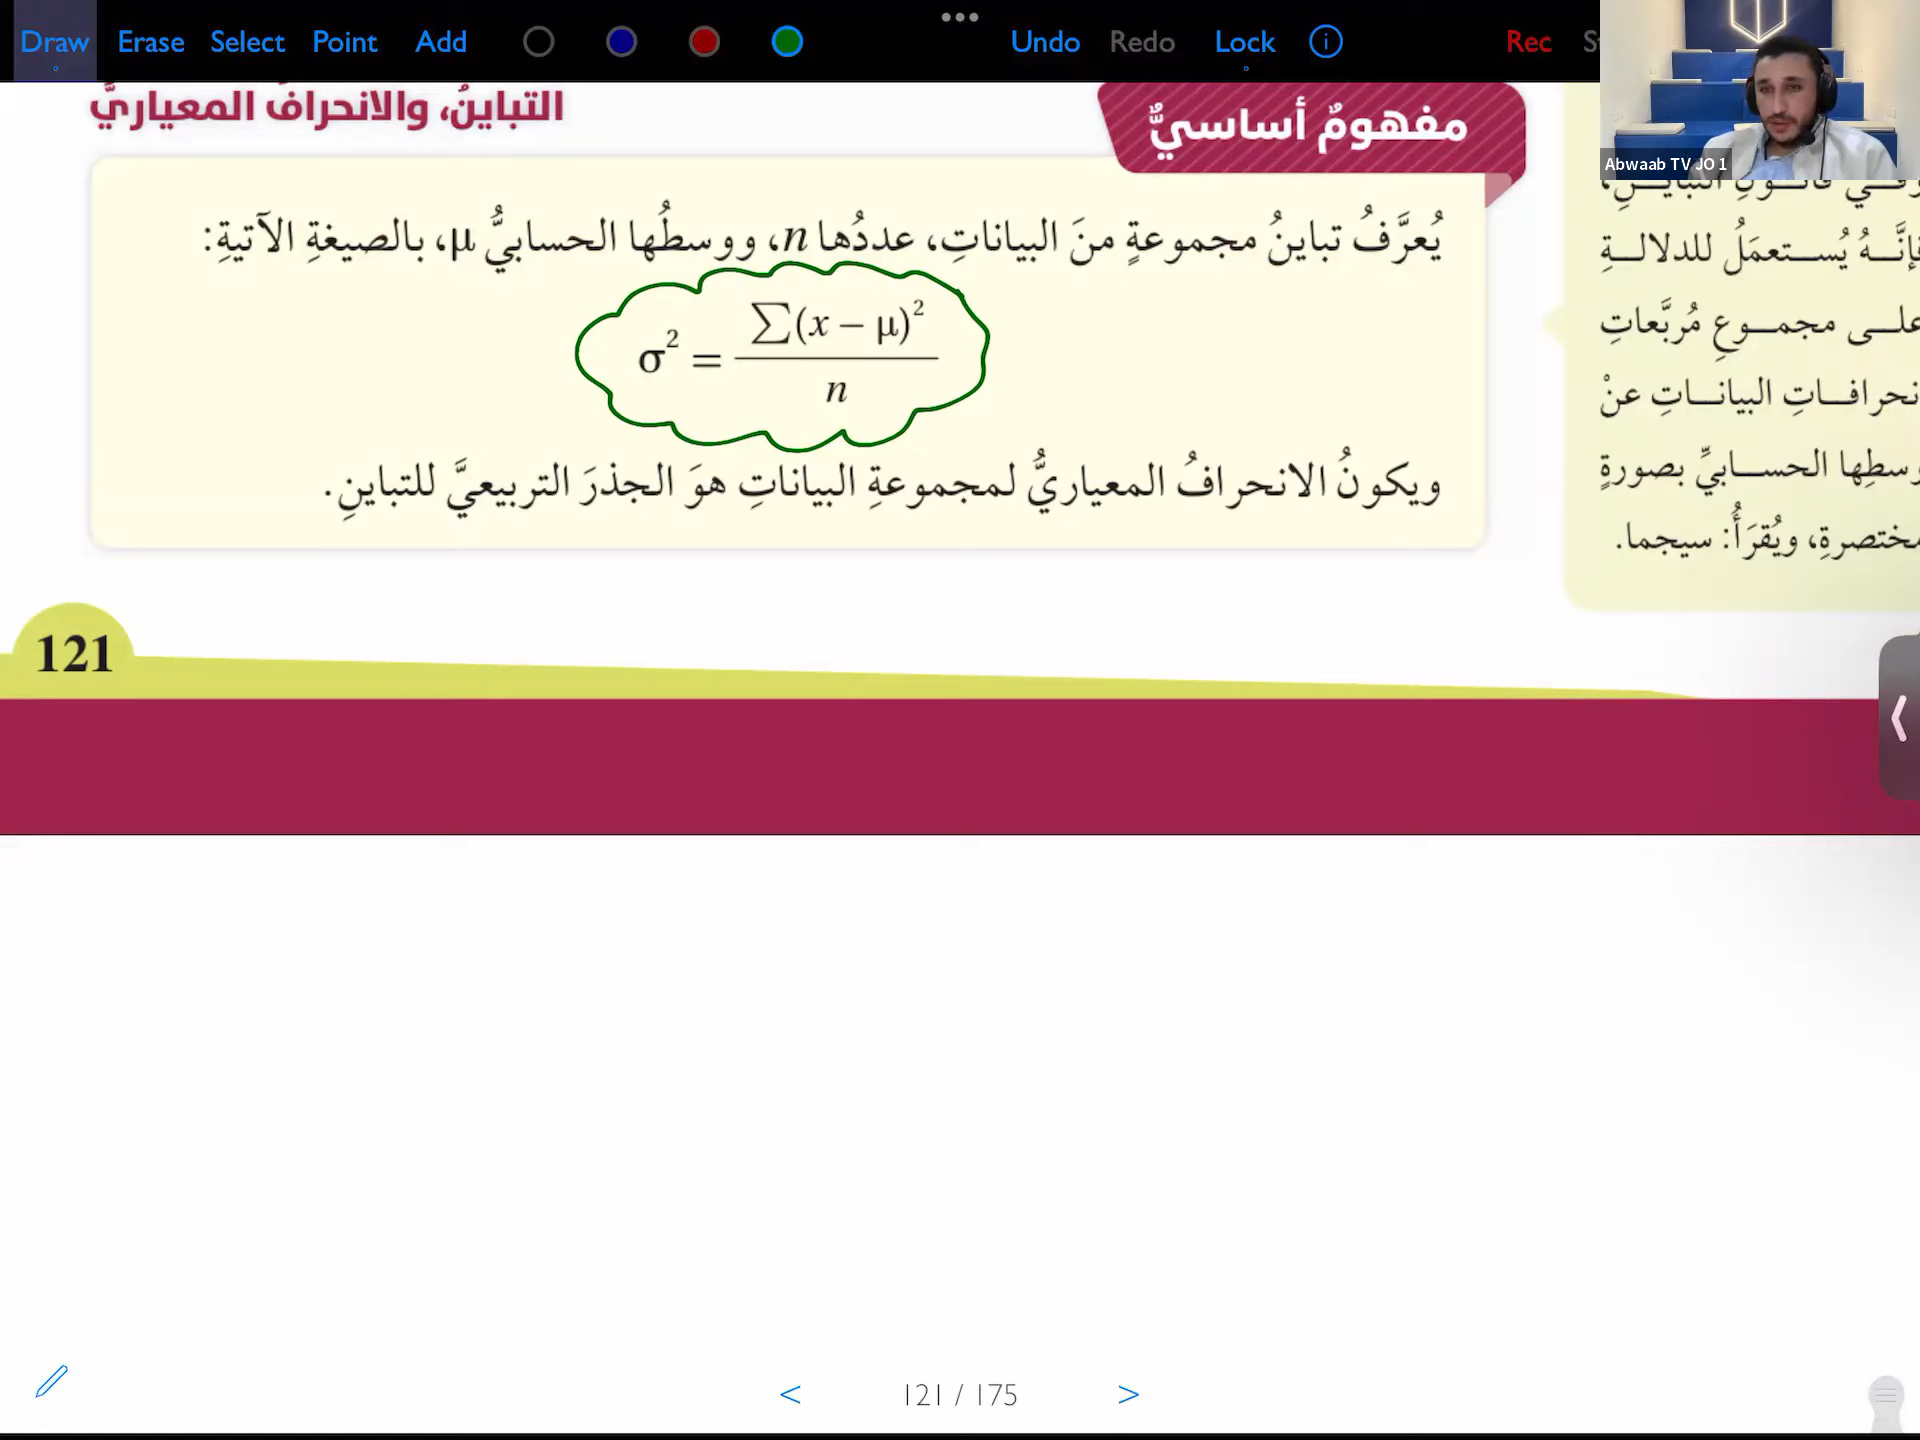 Draw Erase Select Point Add Undo Redo Lock Rec
Abwaab TV JO 1
مفهومٌ أساسيٌّ
التباينُ، والانحرافُ المعياريُّ
يُعرَّفُ تباينُ مجموعةٍ منَ البياناتِ، عددُها n، ووسطُها الحسابيُّ μ، بالصيغةِ الآتيةِ:
σ² = ∑(x − μ)² / n
ويكونُ الانحرافُ المعياريُّ لمجموعةِ البياناتِ هوَ الجذرَ التربيعيَّ للتباينِ.
فإنَّهُ يُستعمَلُ للدلالةِ
على مجموعِ مُربَّعاتِ
انحرافاتِ البياناتِ عنْ
وسطِها الحسابيِّ بصورةٍ
مختصرةٍ، ويُقرَأُ: سيجما.
121
< 121 / 175 >